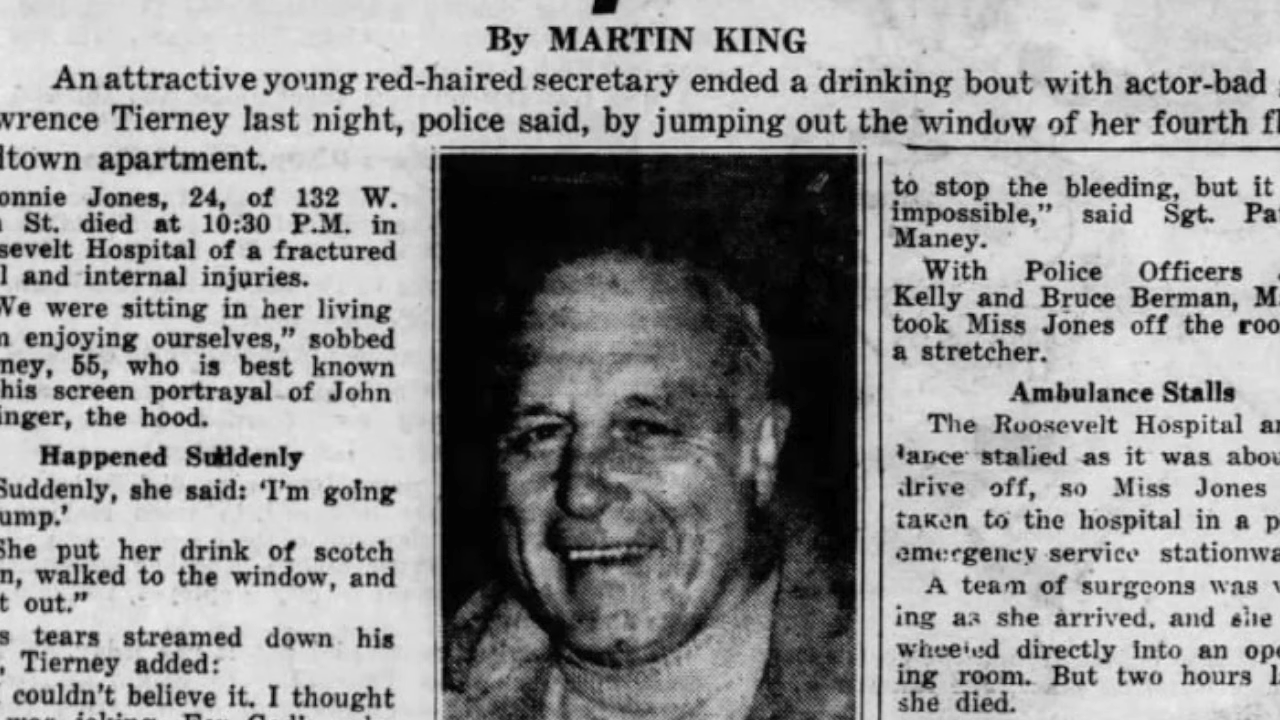 By MARTIN KING
An attractive young red-haired secretary ended a drinking bout with actor-bad
wrence Tierney last night, police said, by jumping out the window of her fourth fl
ldtown apartment.
onnie Jones, 24, of 132 W.
St. died at 10:30 P.M. in
sevelt Hospital of a fractured
l and internal injuries.
We were sitting in her living
n enjoying ourselves,” sobbed
ney, 55, who is best known
his screen portrayal of John
inger, the hood.
Happened Suddenly
Suddenly, she said: ‘I'm going
ump.’
She put her drink of scotch
n, walked to the window, and
t out.”
s tears streamed down his
, Tierney added:
couldn't believe it. I thought
to stop the bleeding, but it
impossible,” said Sgt. Pa
Maney.
With Police Officers
Kelly and Bruce Berman, M
took Miss Jones off the roo
a stretcher.
Ambulance Stalls
The Roosevelt Hospital a
lance stalled as it was abou
drive off, so Miss Jones
taken to the hospital in a p
emergency service stationwa
A team of surgeons was
ing as she arrived, and she
wheeled directly into an ope
ing room. But two hours l
she died.